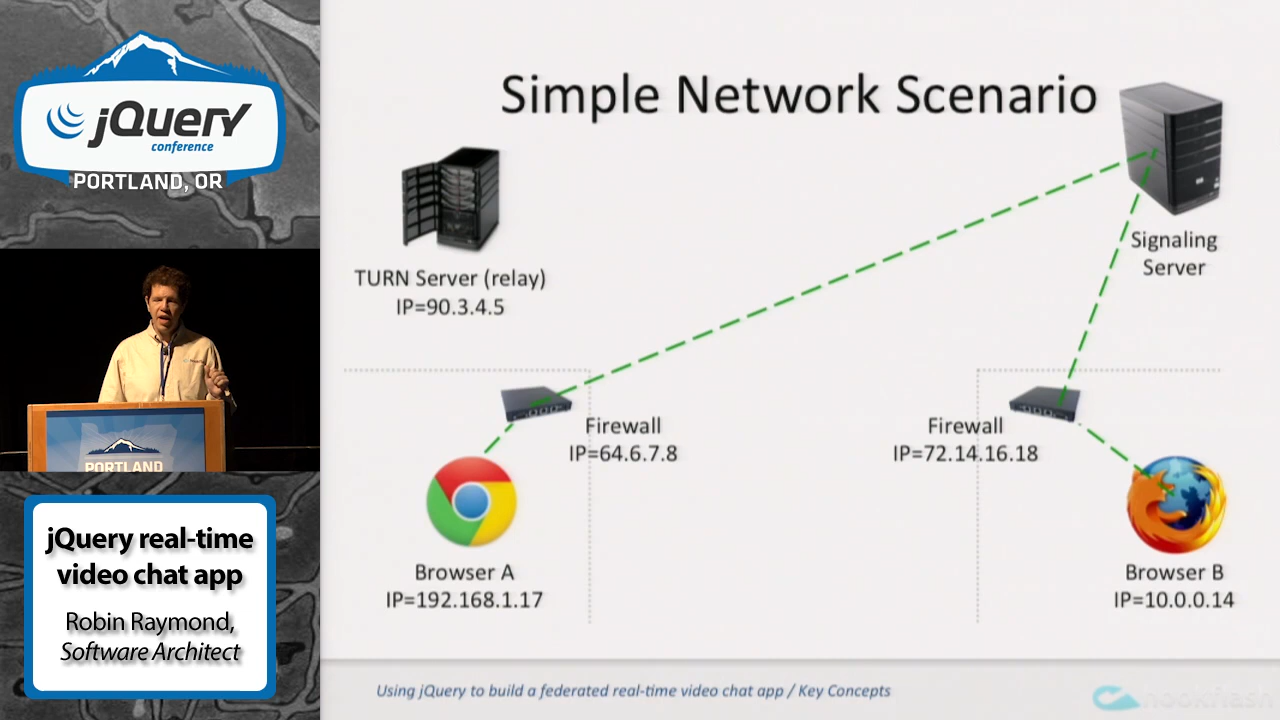 jQuery
conference
PORTLAND, OR
PORTLAND
jQuery real-time
video chat app
Robin Raymond,
Software Architect
Simple Network Scenario
TURN Server (relay)
IP=90.3.4.5
Signaling
Server
Firewall
IP=64.6.7.8
Firewall
IP=72.14.16.18
Browser A
IP=192.168.1.17
Browser B
IP=10.0.0.14
Using jQuery to build a federated real-time video chat app / Key Concepts
hookflash